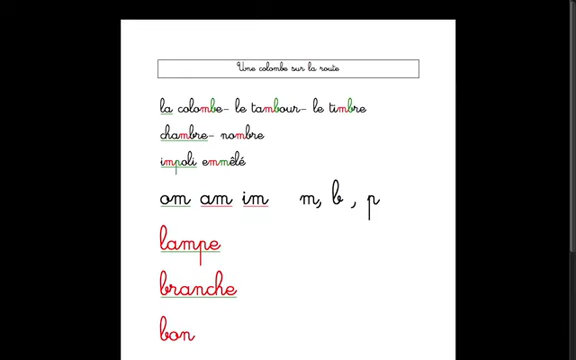 Une colombe sur la route
la colombe- le tambour- le timbre
chambre- nombre
impoli emmêlé
om am im m, b , p
lampe
branche
bon